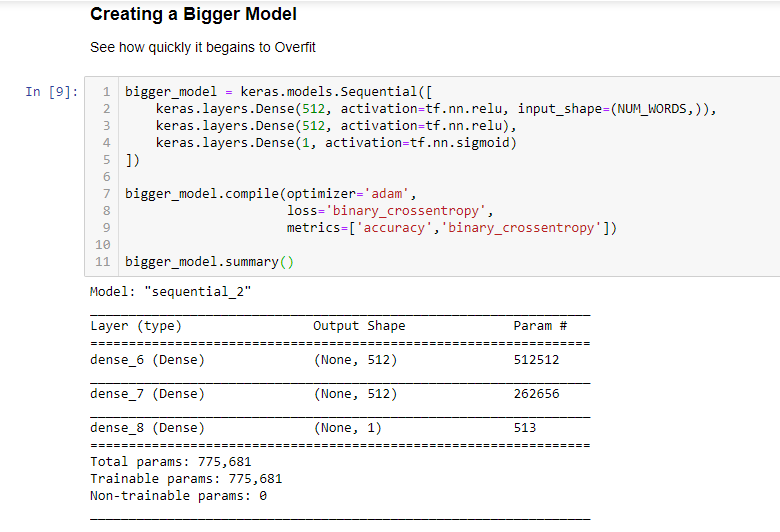 Creating a Bigger Model
See how quickly it begains to Overfit
In [9]:
1 bigger_model = keras.models.Sequential([
2     keras.layers.Dense(512, activation=tf.nn.relu, input_shape=(NUM_WORDS,)),
3     keras.layers.Dense(512, activation=tf.nn.relu),
4     keras.layers.Dense(1, activation=tf.nn.sigmoid)
5 ])
6
7 bigger_model.compile(optimizer='adam',
8                      loss='binary_crossentropy',
9                      metrics=['accuracy','binary_crossentropy'])
10
11 bigger_model.summary()
Model: "sequential_2"
_________________________________________________________________
Layer (type)                 Output Shape              Param #
=================================================================
dense_6 (Dense)              (None, 512)               512512
_________________________________________________________________
dense_7 (Dense)              (None, 512)               262656
_________________________________________________________________
dense_8 (Dense)              (None, 1)                 513
=================================================================
Total params: 775,681
Trainable params: 775,681
Non-trainable params: 0
_________________________________________________________________